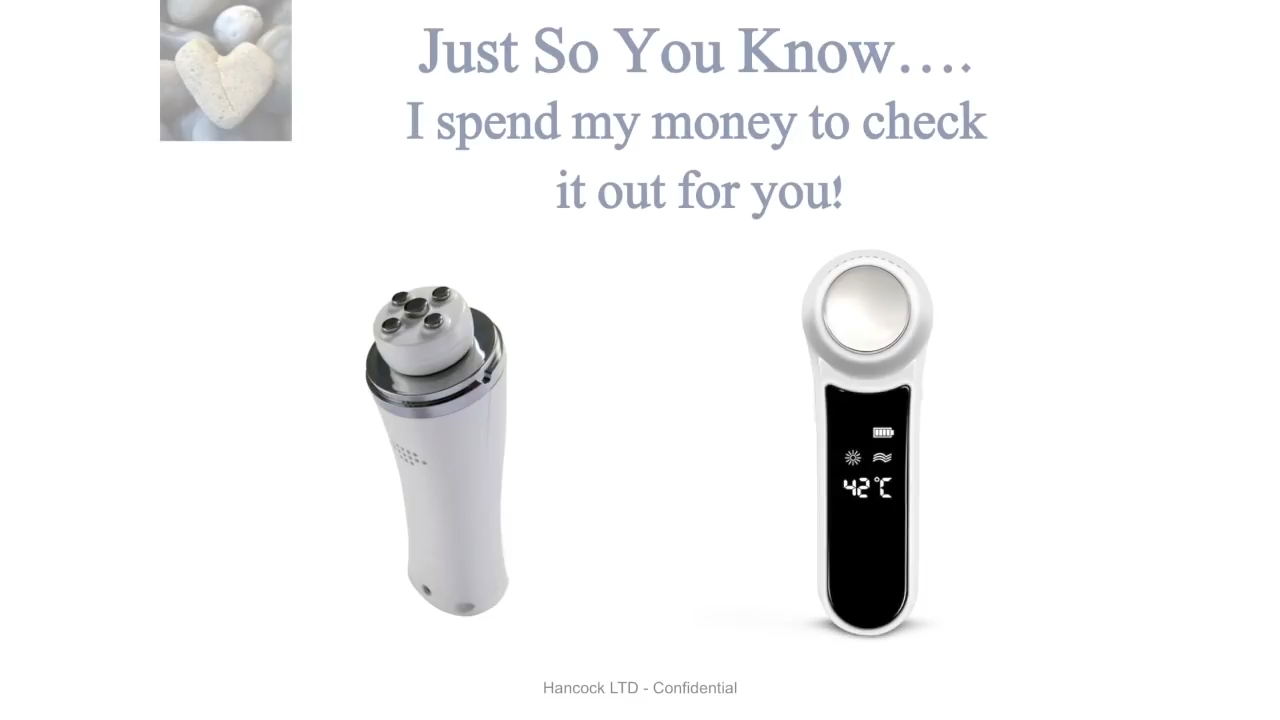 Just So You Know….
I spend my money to check
it out for you!
42°C
Hancock LTD - Confidential